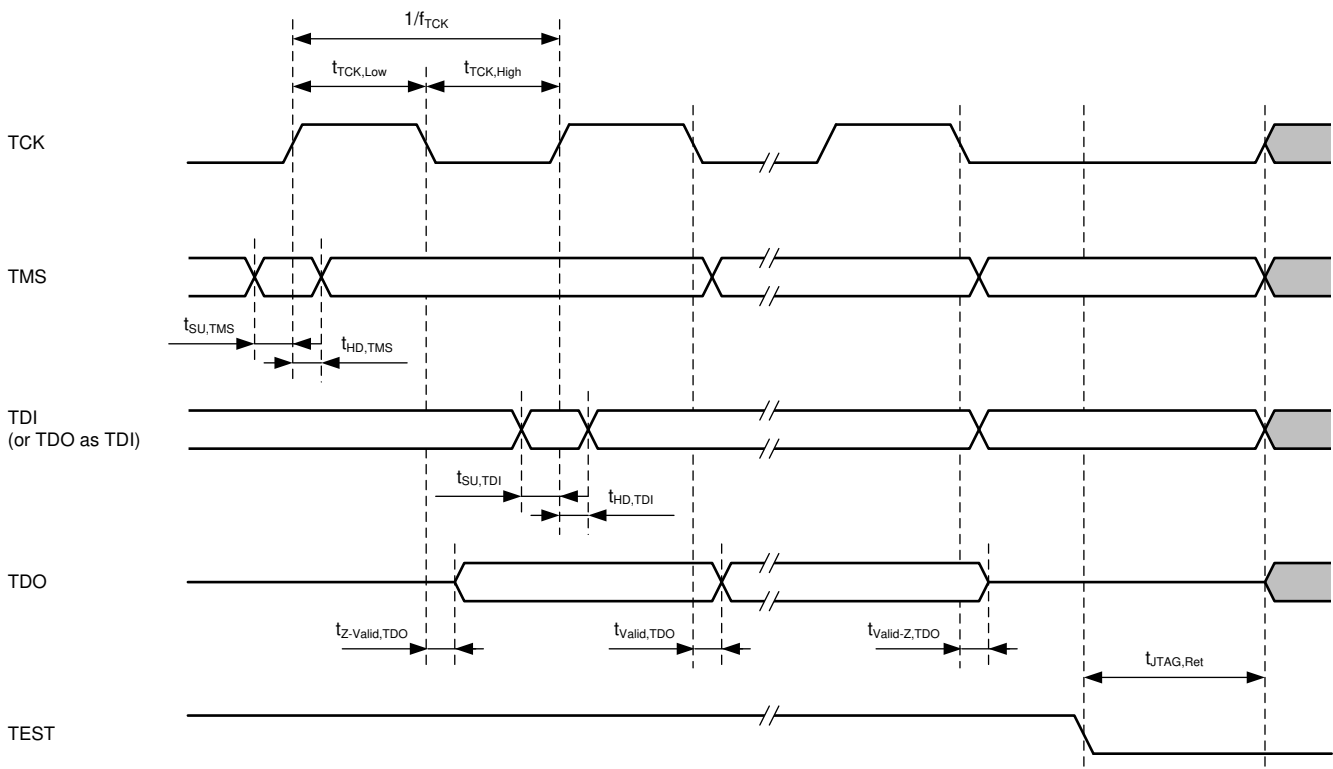 1/fTCK
tTCK,Low
tTCK,High
TCK
TMS
tSU,TMS
tHD,TMS
TDI
(or TDO as TDI)
tSU,TDI
tHD,TDI
TDO
tZ-Valid,TDO
tValid,TDO
tValid-Z,TDO
tJTAG,Ret
TEST